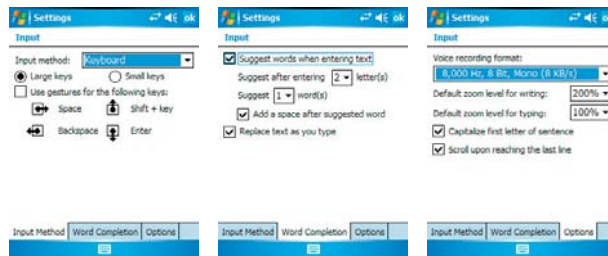 Settings
ok
Input
Input method: Keyboard
Large keys Small keys
Use gestures for the following keys:
Space Shift + key
Backspace Enter
Input Method Word Completion Options
Settings
ok
Input
Suggest words when entering text
Suggest after entering 2 letter(s)
Suggest 1 word(s)
Add a space after suggested word
Replace text as you type
Input Method Word Completion Options
Settings
Input
Voice recording format:
8,000 Hz, 8 Bit, Mono (8 KB/s)
Default zoom level for writing: 200%
Default zoom level for typing: 100%
Capitalize first letter of sentence
Scroll upon reaching the last line
Input Method Word Completion Options